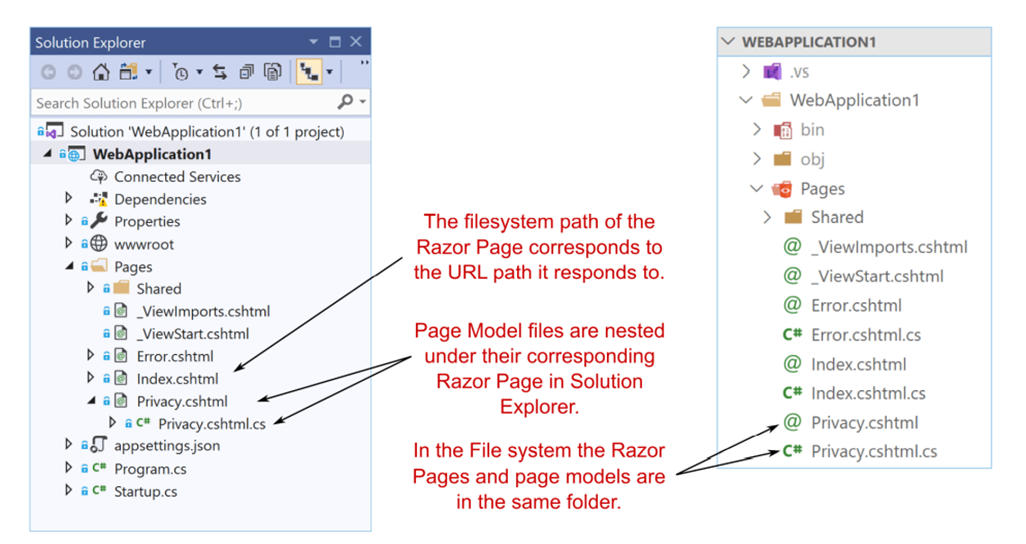 Solution Explorer
Search Solution Explorer (Ctrl+;)
Solution 'WebApplication1' (1 of 1 project)
WebApplication1
Connected Services
Dependencies
Properties
wwwroot
Pages
Shared
_ViewImports.cshtml
_ViewStart.cshtml
Error.cshtml
Index.cshtml
Privacy.cshtml
C# Privacy.cshtml.cs
appsettings.json
C# Program.cs
C# Startup.cs
The filesystem path of the
Razor Page corresponds to
the URL path it responds to.
Page Model files are nested
under their corresponding
Razor Page in Solution
Explorer.
In the File system the Razor
Pages and page models are
in the same folder.
WEBAPPLICATION1
.vs
WebApplication1
bin
obj
Pages
Shared
@ _ViewImports.cshtml
@ _ViewStart.cshtml
@ Error.cshtml
C# Error.cshtml.cs
@ Index.cshtml
C# Index.cshtml.cs
@ Privacy.cshtml
C# Privacy.cshtml.cs